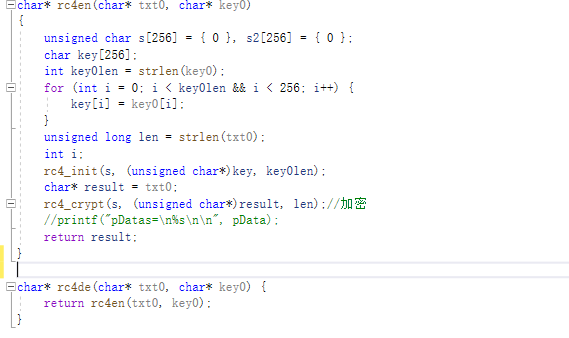 char* rc4en(char* txt0, char* key0)
{
unsigned char s[256] = { 0 }, s2[256] = { 0 };
char key[256];
int key0len = strlen(key0);
for (int i = 0; i < key0len && i < 256; i++) {
key[i] = key0[i];
}
unsigned long len = strlen(txt0);
int i;
rc4_init(s, (unsigned char*)key, key0len);
char* result = txt0;
rc4_crypt(s, (unsigned char*)result, len);//加密
//printf("pDatas=\n%s\n\n", pData);
return result;
}
char* rc4de(char* txt0, char* key0) {
return rc4en(txt0, key0);
}